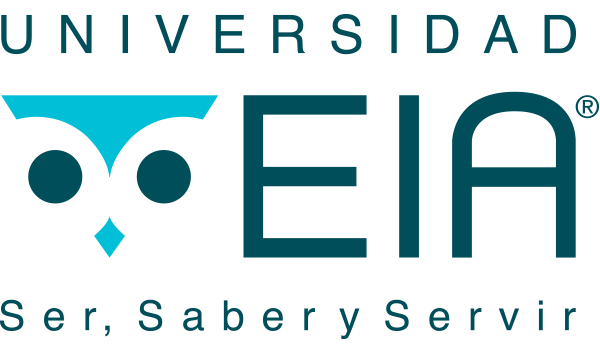 UNIVERSIDAD
EIA®
Ser, Saber y Servir